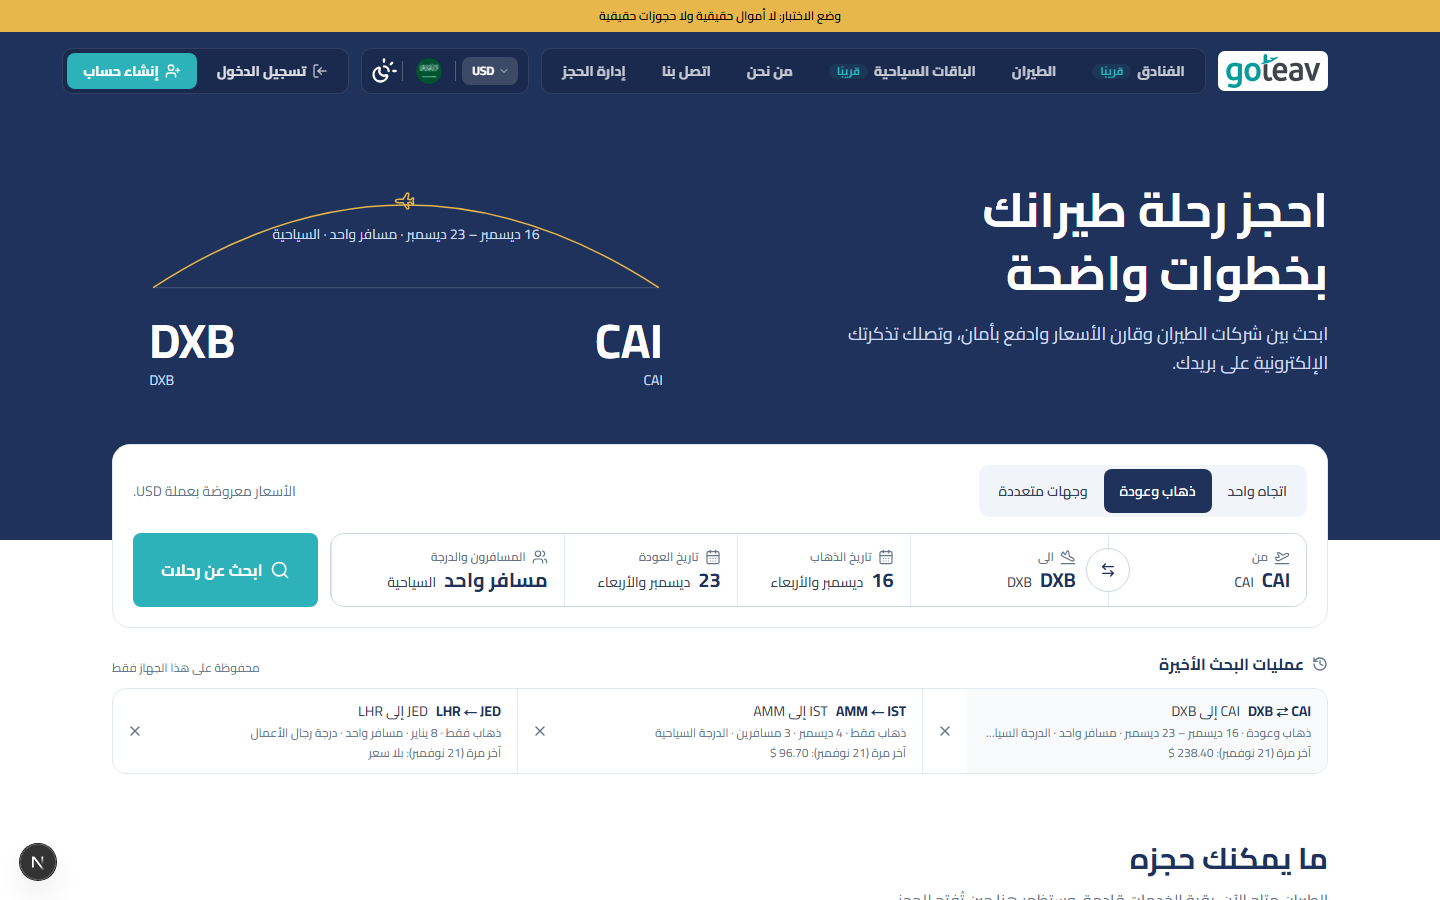 وضع الاختبار: لا أموال حقيقية ولا حجوزات حقيقية
goteav
الفنادق قريبًا الطيران الباقات السياحية قريبًا من نحن اتصل بنا إدارة الحجز
USD
تسجيل الدخول
إنشاء حساب
احجز رحلة طيرانك
بخطوات واضحة
ابحث بين شركات الطيران وقارن الأسعار وادفع بأمان، وتصلك تذكرتك
الإلكترونية على بريدك.
16 ديسمبر – 23 ديسمبر · مسافر واحد · السياحية
CAI
CAI
DXB
DXB
اتجاه واحد
ذهاب وعودة
وجهات متعددة
الأسعار معروضة بعملة USD.
من
CAI CAI
الى
DXB DXB
تاريخ الذهاب
16 ديسمبر والأربعاء
تاريخ العودة
23 ديسمبر والأربعاء
المسافرون والدرجة
مسافر واحد السياحية
ابحث عن رحلات
عمليات البحث الأخيرة
محفوظة على هذا الجهاز فقط
CAI ⇄ DXB CAI إلى DXB
ذهاب وعودة · 16 ديسمبر – 23 ديسمبر · مسافر واحد · الدرجة السيا...
آخر مرة (21 نوفمبر): 238.40 $
IST ← AMM IST إلى AMM
ذهاب فقط · 4 ديسمبر · 3 مسافرين · الدرجة السياحية
آخر مرة (21 نوفمبر): 96.70 $
JED ← LHR JED إلى LHR
ذهاب فقط · 8 يناير · مسافر واحد · درجة رجال الأعمال
آخر مرة (21 نوفمبر): بلا سعر
ما يمكنك حجزه
N